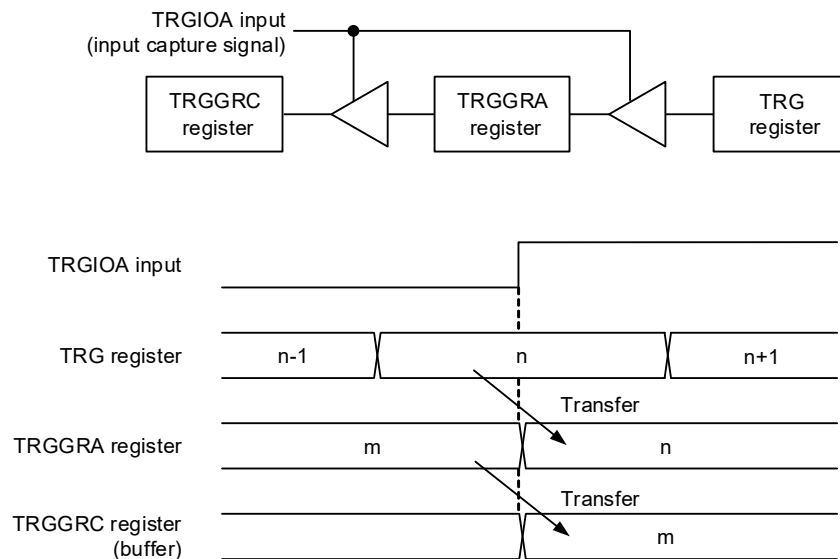 TRGIOA input
(input capture signal)
TRGGRC
register
TRGGRA
register
TRG
register
TRGIOA input
TRG register
n-1
n
n+1
Transfer
TRGGRA register
m
n
Transfer
TRGGRC register
(buffer)
m